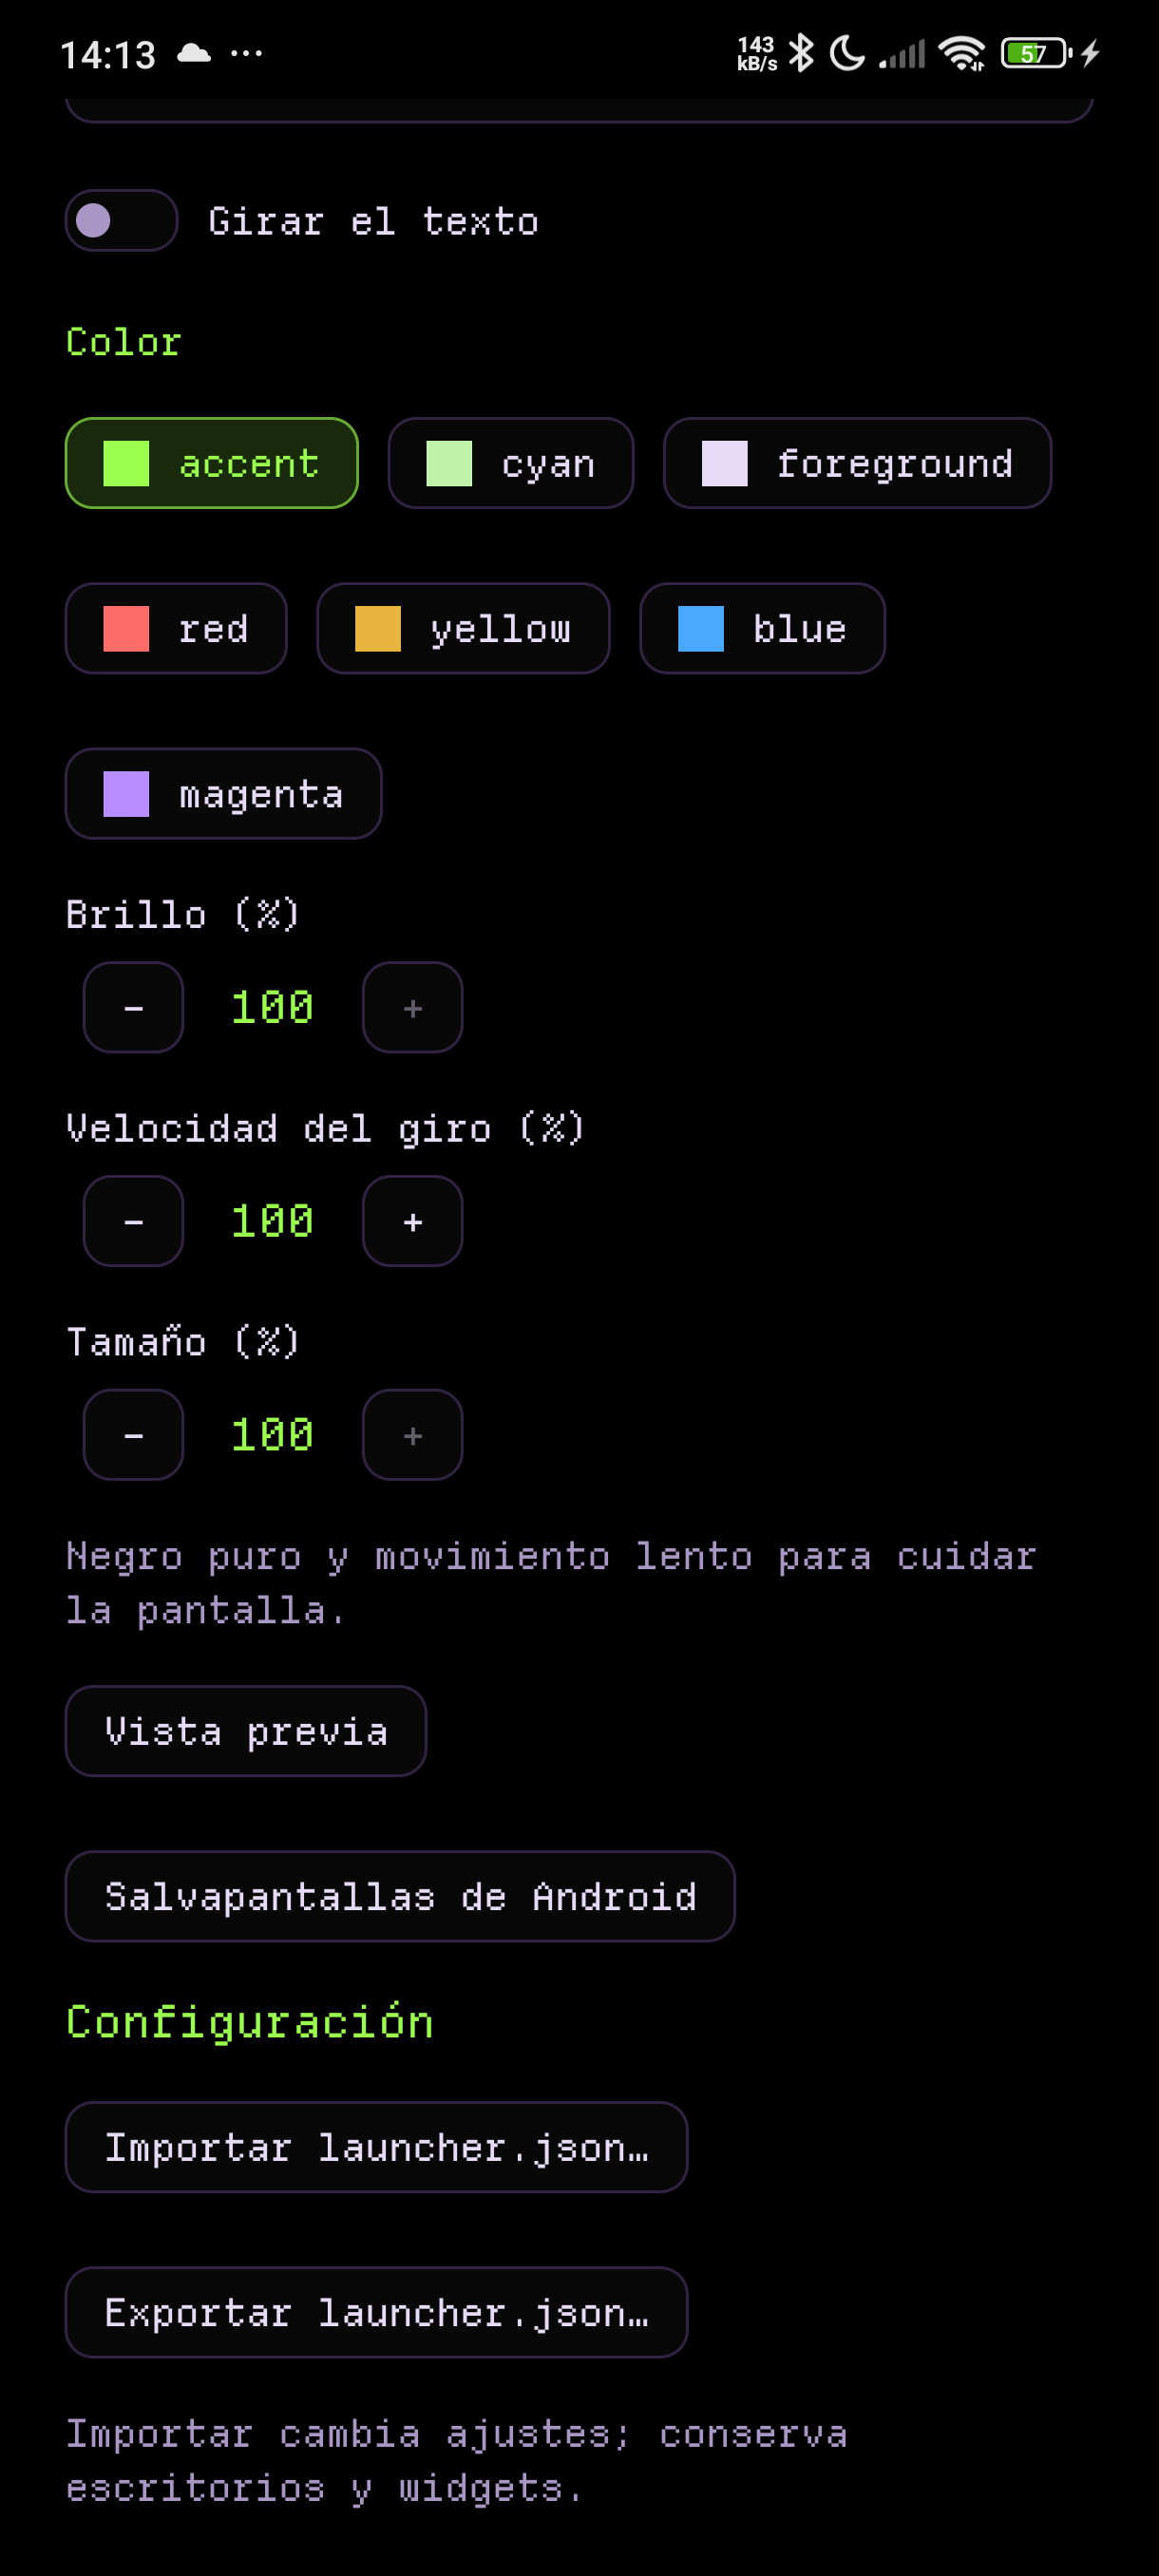 14:13 143 kB/s 57
Girar el texto
Color
accent cyan foreground
red yellow blue
magenta
Brillo (%)
- 100 +
Velocidad del giro (%)
- 100 +
Tamaño (%)
- 100 +
Negro puro y movimiento lento para cuidar
la pantalla.
Vista previa
Salvapantallas de Android
Configuración
Importar launcher.json…
Exportar launcher.json…
Importar cambia ajustes; conserva
escritorios y widgets.